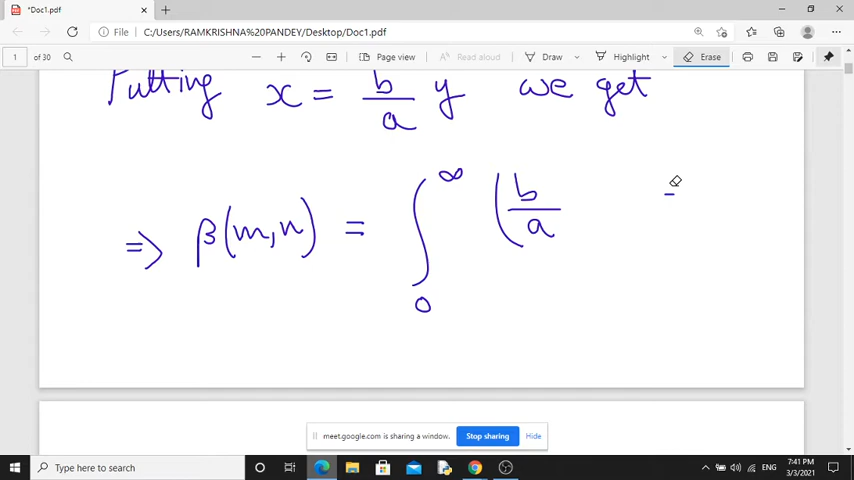 *Doc1.pdf
File C:/Users/RAMKRISHNA%20PANDEY/Desktop/Doc1.pdf
1 of 30 Page view Read aloud Draw Highlight Erase
Putting x = b/a y we get
⇒ β(m,n) = ∫₀^∞ (b/a -
meet.google.com is sharing a window. Stop sharing Hide
Type here to search ENG 7:41 PM 3/3/2021